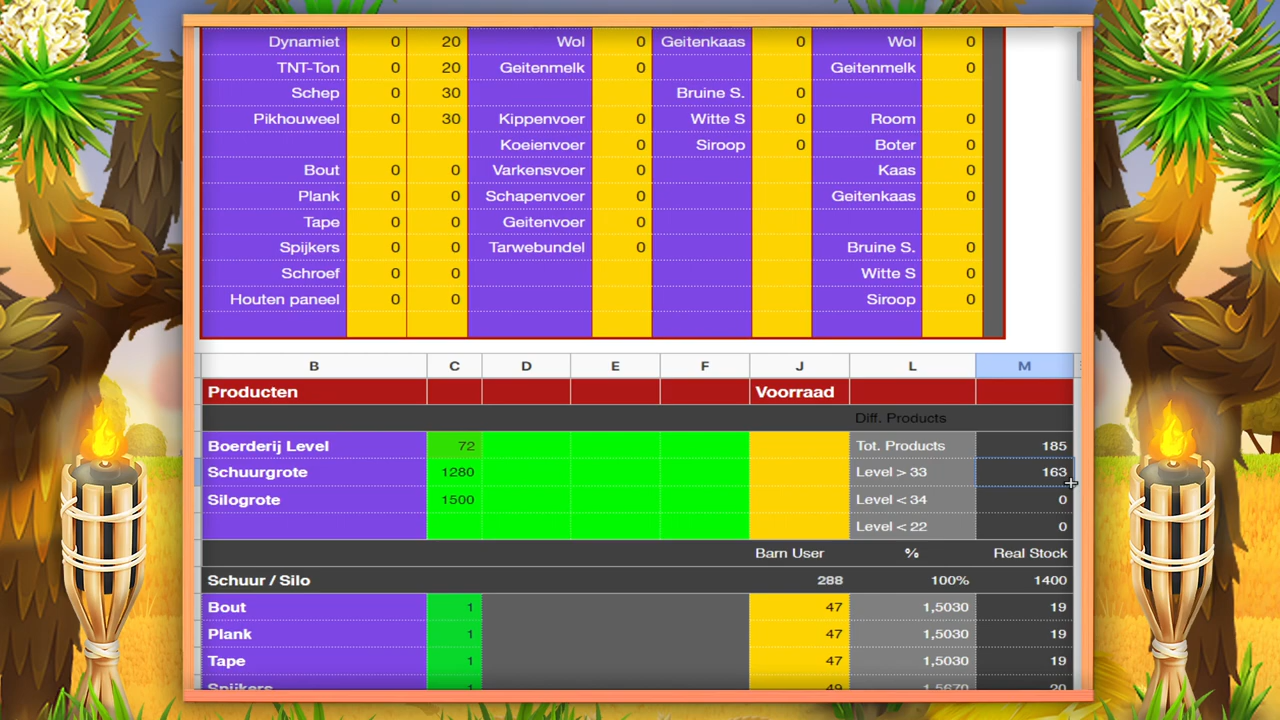 Dynamiet 0 20 Wol 0 Geitenkaas 0 Wol 0
TNT-Ton 0 20 Geitenmelk 0 Geitenmelk 0
Schep 0 30 Bruine S. 0
Pikhouweel 0 30 Kippenvoer 0 Witte S 0 Room 0
Koeienvoer 0 Siroop 0 Boter 0
Bout 0 0 Varkensvoer 0 Kaas 0
Plank 0 0 Schapenvoer 0 Geitenkaas 0
Tape 0 0 Geitenvoer 0
Spijkers 0 0 Tarwebundel 0 Bruine S. 0
Schroef 0 0 Witte S 0
Houten paneel 0 0 Siroop 0
B C D E F J L M
Producten Voorraad
Diff. Products
Boerderij Level 72 Tot. Products 185
Schuurgrote 1280 Level > 33 163
Silogrote 1500 Level < 34 0
Level < 22 0
Barn User % Real Stock
Schuur / Silo 288 100% 1400
Bout 1 47 1,5030 19
Plank 1 47 1,5030 19
Tape 1 47 1,5030 19
Spijkers 1 49 1,5670 20